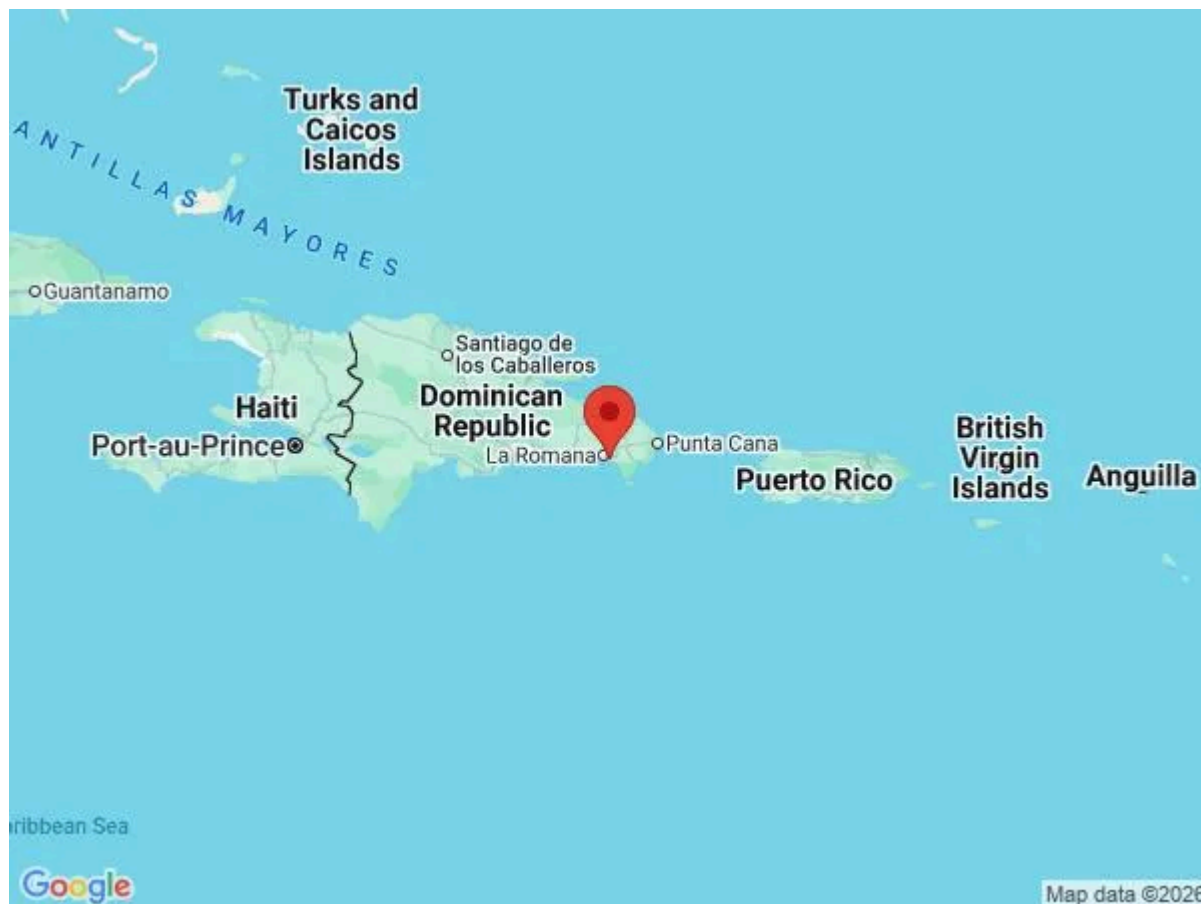 Turks and
Caicos
Islands
ANTILLAS MAYORES
Guantanamo
Santiago de
los Caballeros
Haiti
Dominican
Republic
Port-au-Prince
La Romana
Punta Cana
Puerto Rico
British
Virgin
Islands
Anguilla
aribbean Sea
Google
Map data ©2026